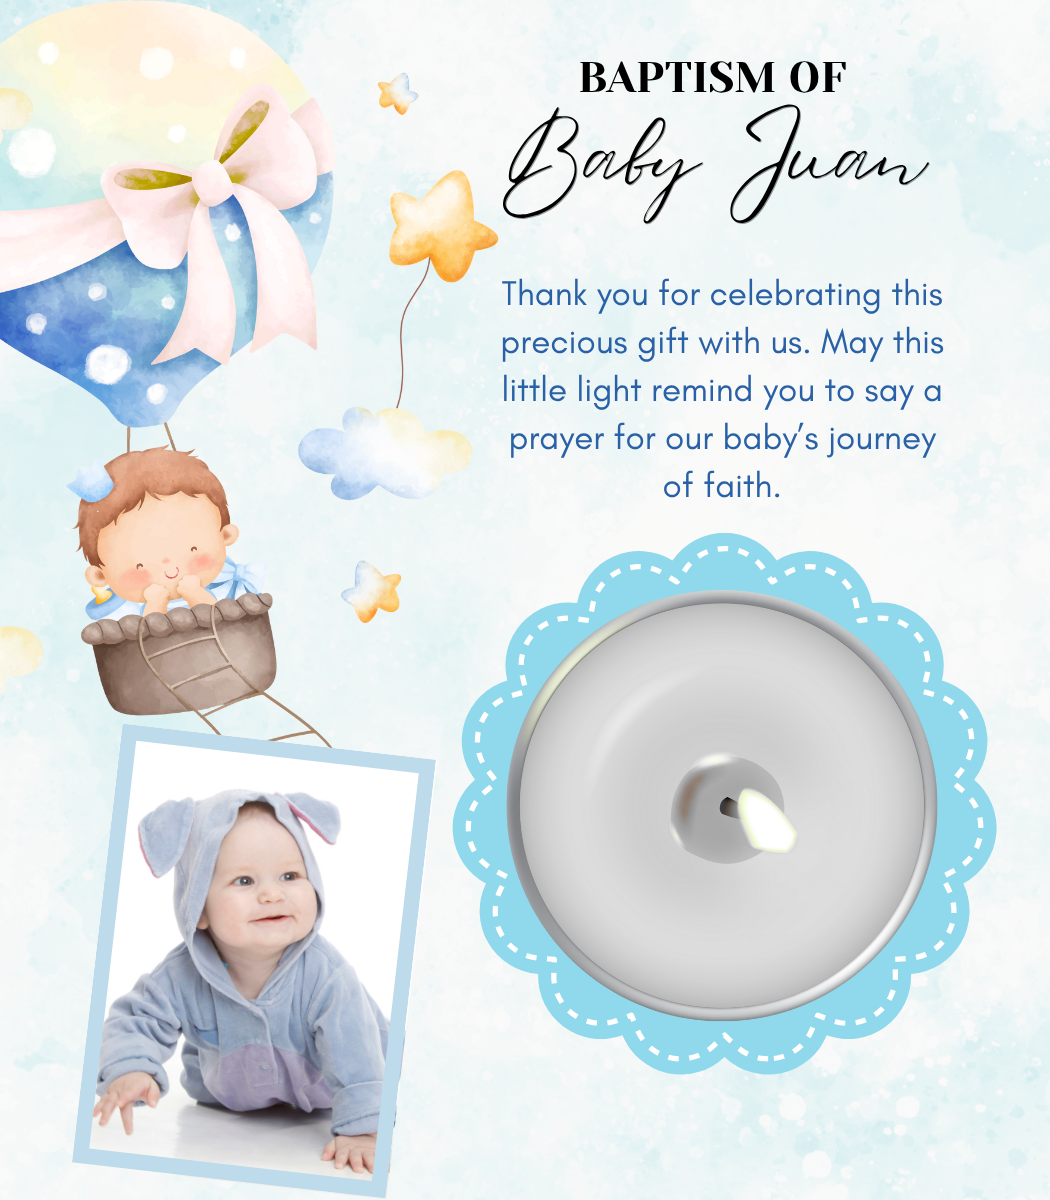 BAPTISM OF
Baby Juan
Thank you for celebrating this
precious gift with us. May this
little light remind you to say a
prayer for our baby’s journey
of faith.